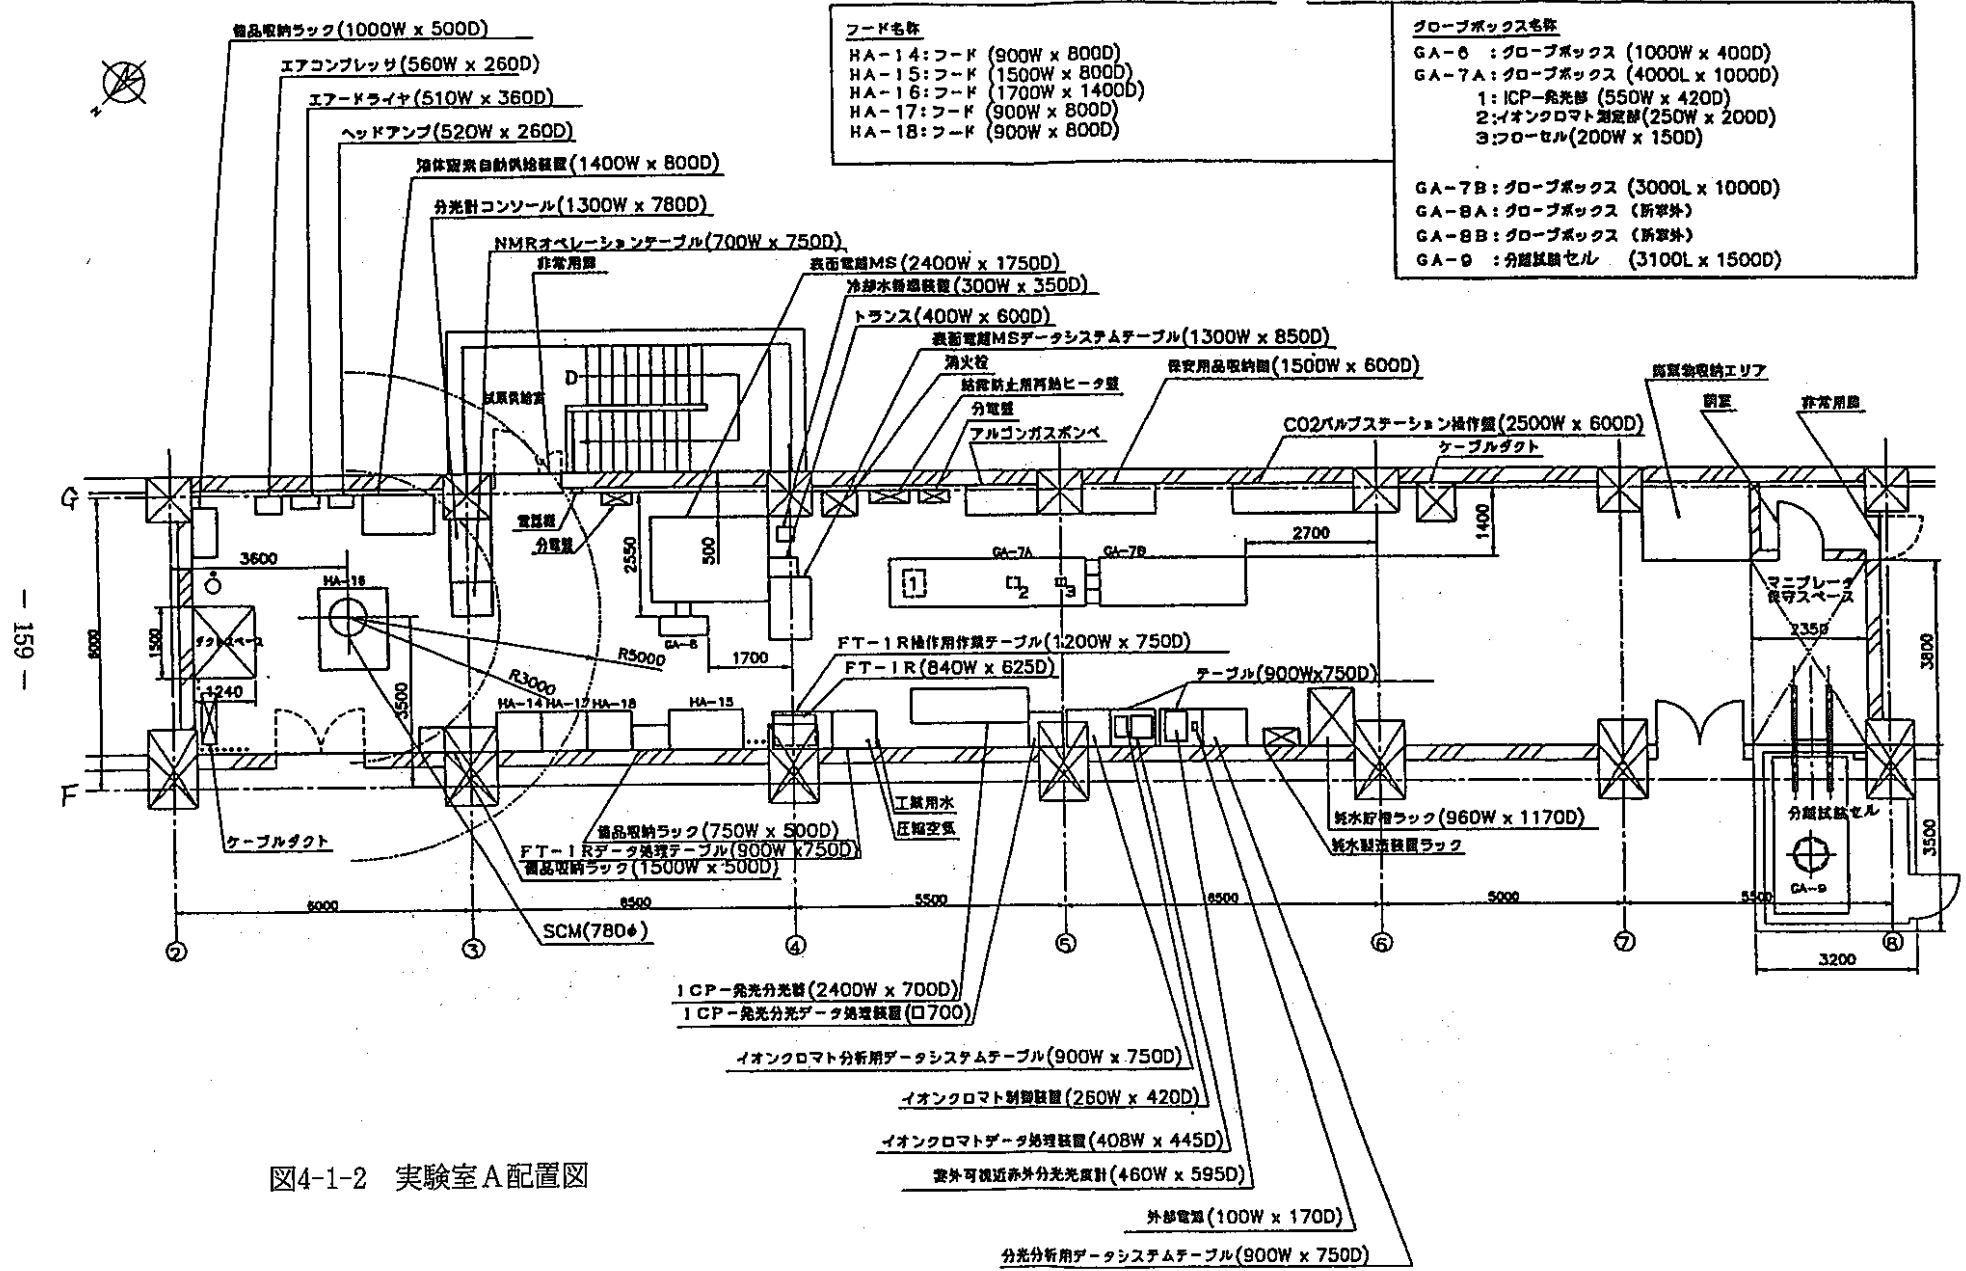 備品収納ラック(1000W x 500D)
エアコンプレッサ(560W x 260D)
エアードライヤ(510W x 360D)
ヘッドアンプ(520W x 260D)
液体窒素自動供給装置(1400W x 800D)
分光計コンソール(1300W x 780D)
NMRオペレーションテーブル(700W x 750D)
非常用扉
フード名称
HA-14:フード (900W x 800D)
HA-15:フード (1500W x 800D)
HA-16:フード (1700W x 1400D)
HA-17:フード (900W x 800D)
HA-18:フード (900W x 800D)
グローブボックス名称
GA-6 :グローブボックス (1000W x 400D)
GA-7A:グローブボックス (4000L x 1000D)
1:ICP-発光部 (550W x 420D)
2:イオンクロマト測定部(250W x 200D)
3:フローセル(200W x 150D)
GA-7B:グローブボックス (3000L x 1000D)
GA-8A:グローブボックス
GA-8B:グローブボックス
GA-9 :分離試験セル (3100L x 1500D)
表面電離MS(2400W x 1750D)
冷却水循環装置(300W x 350D)
トランス(400W x 600D)
表面電離MSデータシステムテーブル(1300W x 850D)
消火栓
結露防止用再熱ヒータ盤
分電盤
アルゴンガスボンベ
保安用品収納棚(1500W x 600D)
CO2バルブステーション操作盤(2500W x 600D)
ケーブルダクト
廃棄物収納エリア
前室
非常用扉
D
試薬供給室
G
分電盤
3600
HA-16
6000
1500
ダクトスペース
1240
R5000
R3000
3500
2550
500
GA-6
1700
GA-7A
GA-7B
1
2
3
2700
1400
マニプレータ
保守スペース
2350
3800
HA-14
HA-17
HA-18
HA-15
FT-IR操作用作業テーブル(1200W x 750D)
FT-IR(840W x 625D)
テーブル(900Wx750D)
F
ケーブルダクト
備品収納ラック(750W x 500D)
FT-IRデータ処理テーブル(900W x750D)
備品収納ラック(1500W x 500D)
工業用水
圧縮空気
純水貯槽ラック(960W x 1170D)
純水製造装置ラック
分離試験セル
GA-9
3500
6000
6500
5500
6500
5000
5500
SCM(780φ)
②
③
④
⑤
⑥
⑦
⑧
3200
ICP-発光分光器(2400W x 700D)
ICP-発光分光データ処理装置(□700)
イオンクロマト分析用データシステムテーブル(900W x 750D)
イオンクロマト制御装置(260W x 420D)
イオンクロマトデータ処理装置(408W x 445D)
紫外可視近赤外分光光度計(460W x 595D)
外部電源(100W x 170D)
分光分析用データシステムテーブル(900W x 750D)
図4-1-2 実験室A配置図
- 159 -